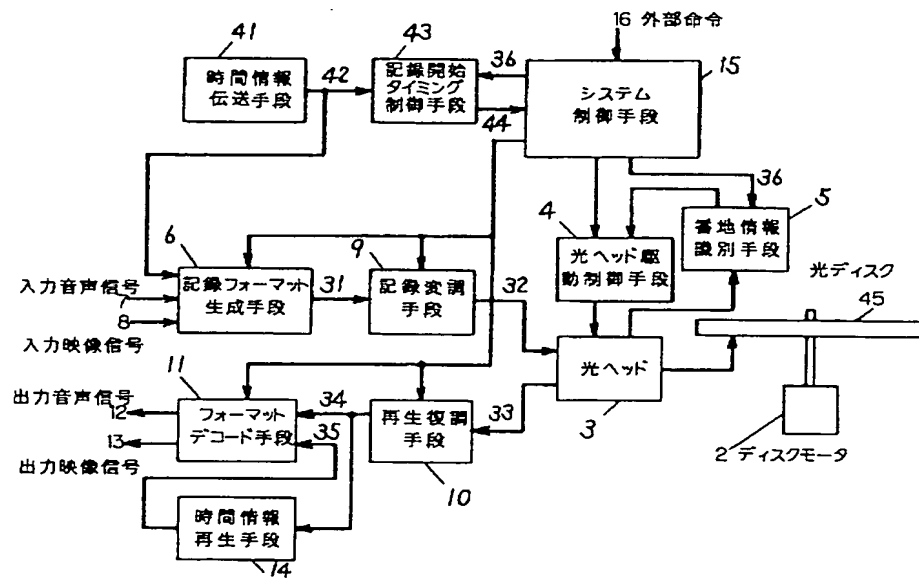 16 外部命令
41
時間情報
伝送手段
42
43
記録開始
タイミング
制御手段
36
44
システム
制御手段
15
36
4
光ヘッド駆
動制御手段
番地情報
識別手段
5
6
記録フォーマット
生成手段
入力音声信号
7
8
入力映像信号
31
9
記録変調
手段
32
光ディスク
45
光ヘッド
3
2 ディスクモータ
11
フォーマット
デコード手段
出力音声信号
12
13
出力映像信号
34
35
再生復調
手段
33
10
時間情報
再生手段
14